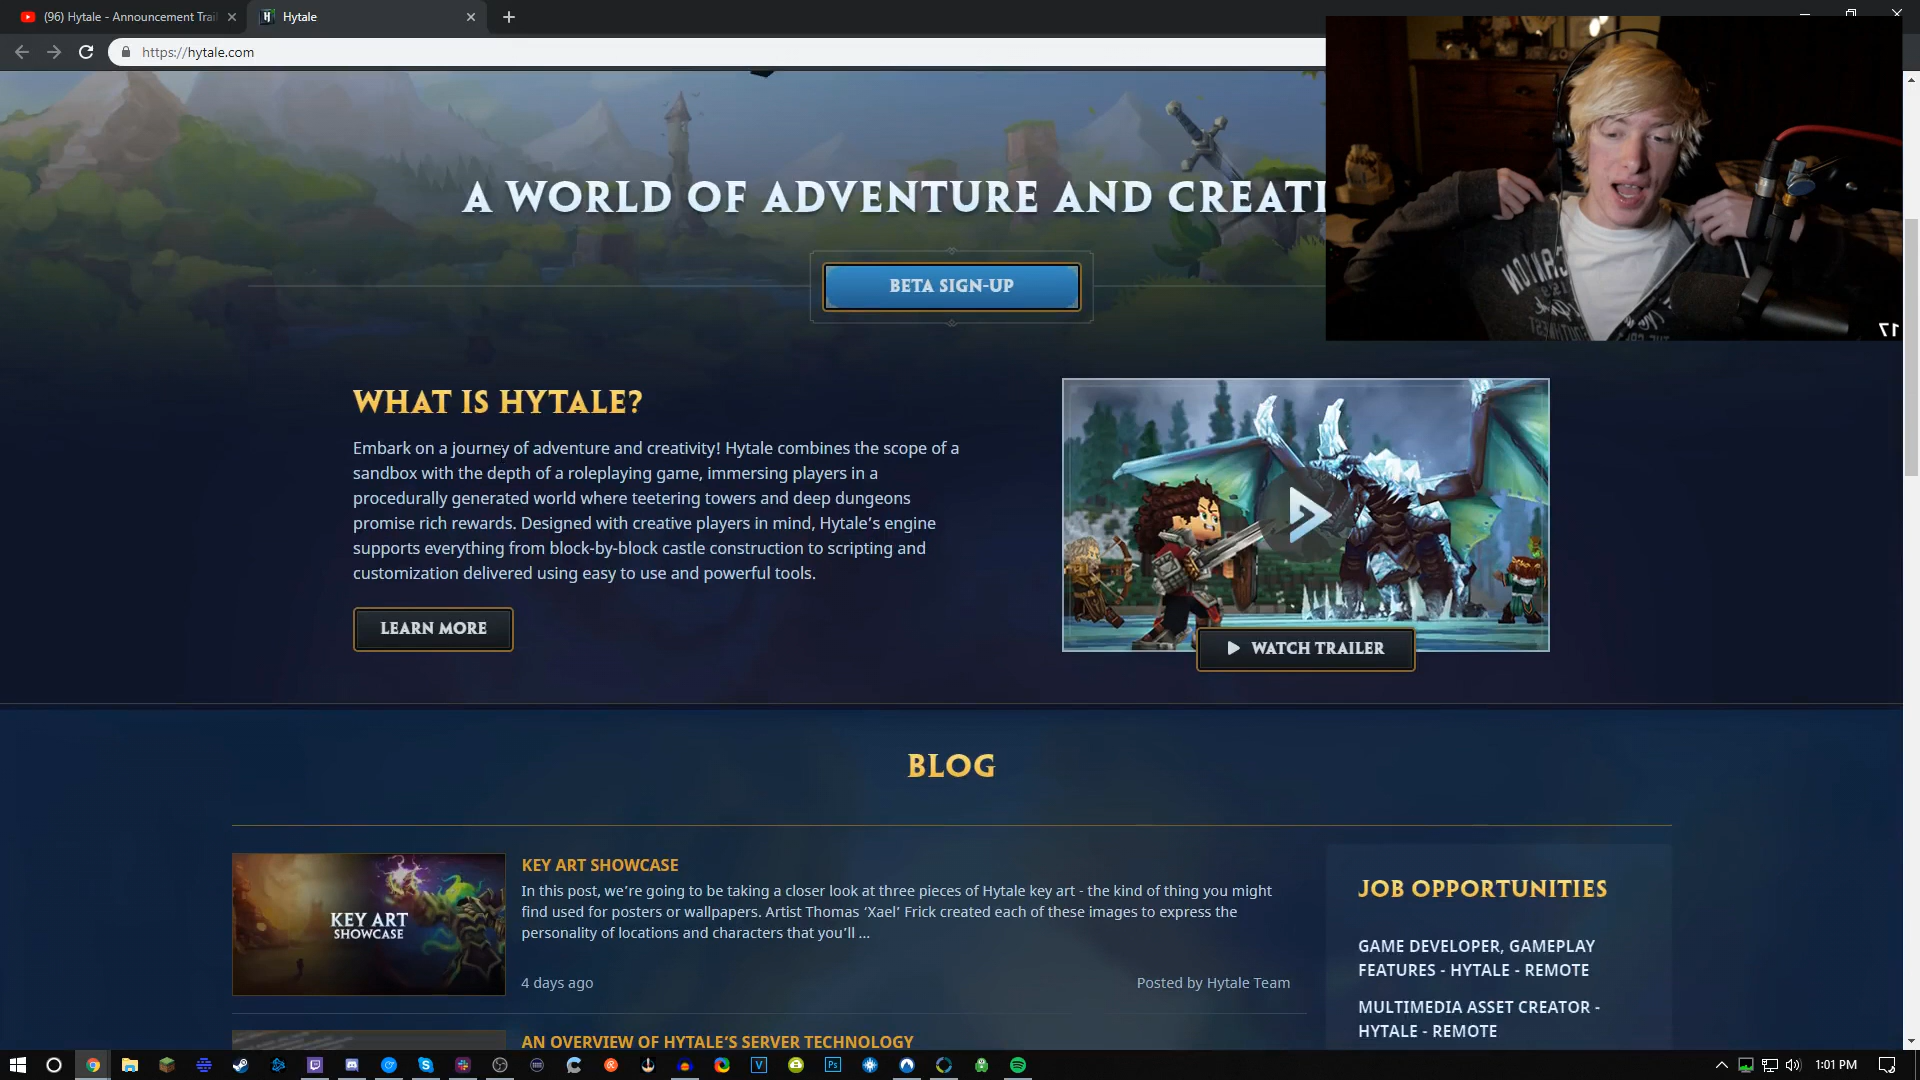 (96) Hytale - Announcement Trai
Hytale
https://hytale.com
A WORLD OF ADVENTURE AND CREATI
BETA SIGN-UP
17
WHAT IS HYTALE?
Embark on a journey of adventure and creativity! Hytale combines the scope of a
sandbox with the depth of a roleplaying game, immersing players in a
procedurally generated world where teetering towers and deep dungeons
promise rich rewards. Designed with creative players in mind, Hytale's engine
supports everything from block-by-block castle construction to scripting and
customization delivered using easy to use and powerful tools.
LEARN MORE
WATCH TRAILER
BLOG
KEY ART
SHOWCASE
KEY ART SHOWCASE
In this post, we're going to be taking a closer look at three pieces of Hytale key art - the kind of thing you might
find used for posters or wallpapers. Artist Thomas ‘Xael’ Frick created each of these images to express the
personality of locations and characters that you'll ...
4 days ago
Posted by Hytale Team
AN OVERVIEW OF HYTALE'S SERVER TECHNOLOGY
JOB OPPORTUNITIES
GAME DEVELOPER, GAMEPLAY
FEATURES - HYTALE - REMOTE
MULTIMEDIA ASSET CREATOR -
HYTALE - REMOTE
1:01 PM